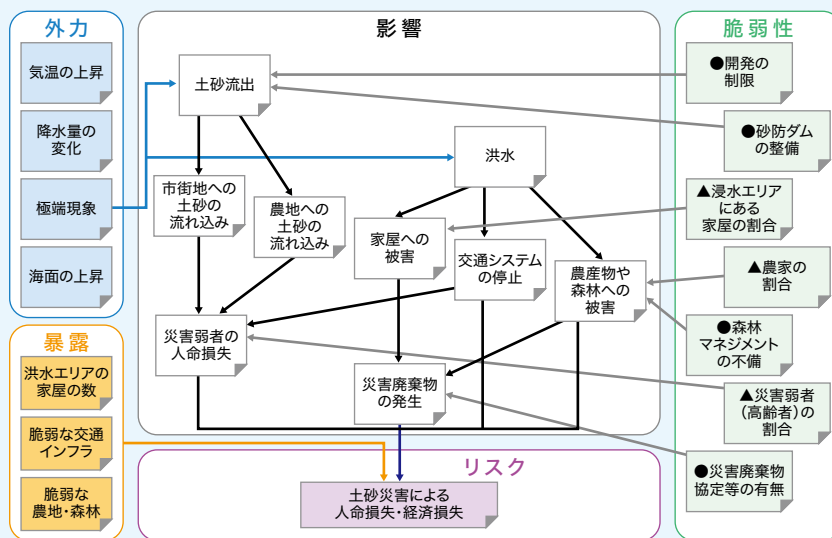 外力
気温の上昇
降水量の
変化
極端現象
海面の上昇
暴露
洪水エリアの
家屋の数
脆弱な交通
インフラ
脆弱な
農地・森林
影響
土砂流出
洪水
市街地への
土砂の
流れ込み
農地への
土砂の
流れ込み
家屋への
被害
交通システム
の停止
農産物や
森林への
被害
災害弱者の
人命損失
災害廃棄物
の発生
リスク
土砂災害による
人命損失・経済損失
脆弱性
●開発の
制限
●砂防ダム
の整備
▲浸水エリア
にある
家屋の割合
▲農家の
割合
●森林
マネジメント
の不備
▲災害弱者
(高齢者)の
割合
●災害廃棄物
協定等の有無